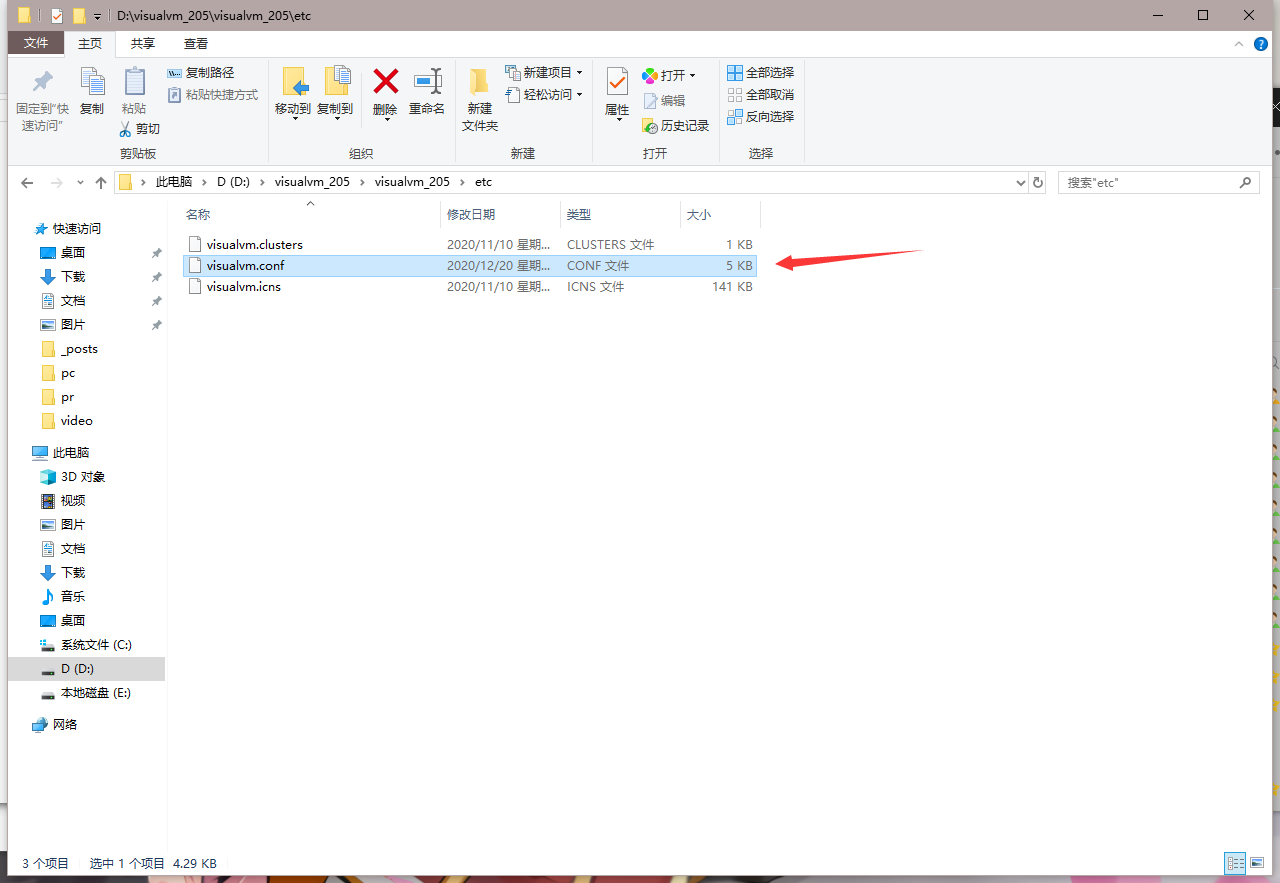 D:\visualvm_205\visualvm_205\etc
文件 主页 共享 查看
固定到“快速访问”
复制
粘贴
复制路径
粘贴快捷方式
剪切
剪贴板
移动到
复制到
删除
重命名
组织
新建
文件夹
新建项目
轻松访问
新建
属性
打开
编辑
历史记录
打开
全部选择
全部取消
反向选择
选择
此电脑 D (D:) visualvm_205 visualvm_205 etc
搜索"etc"
名称 修改日期 类型 大小
visualvm.clusters 2020/11/10 星期... CLUSTERS 文件 1 KB
visualvm.conf 2020/12/20 星期... CONF 文件 5 KB
visualvm.icns 2020/11/10 星期... ICNS 文件 141 KB
快速访问
桌面
下载
文档
图片
_posts
pc
pr
video
此电脑
3D 对象
视频
图片
文档
下载
音乐
桌面
系统文件 (C:)
D (D:)
本地磁盘 (E:)
网络
3 个项目 选中 1 个项目 4.29 KB